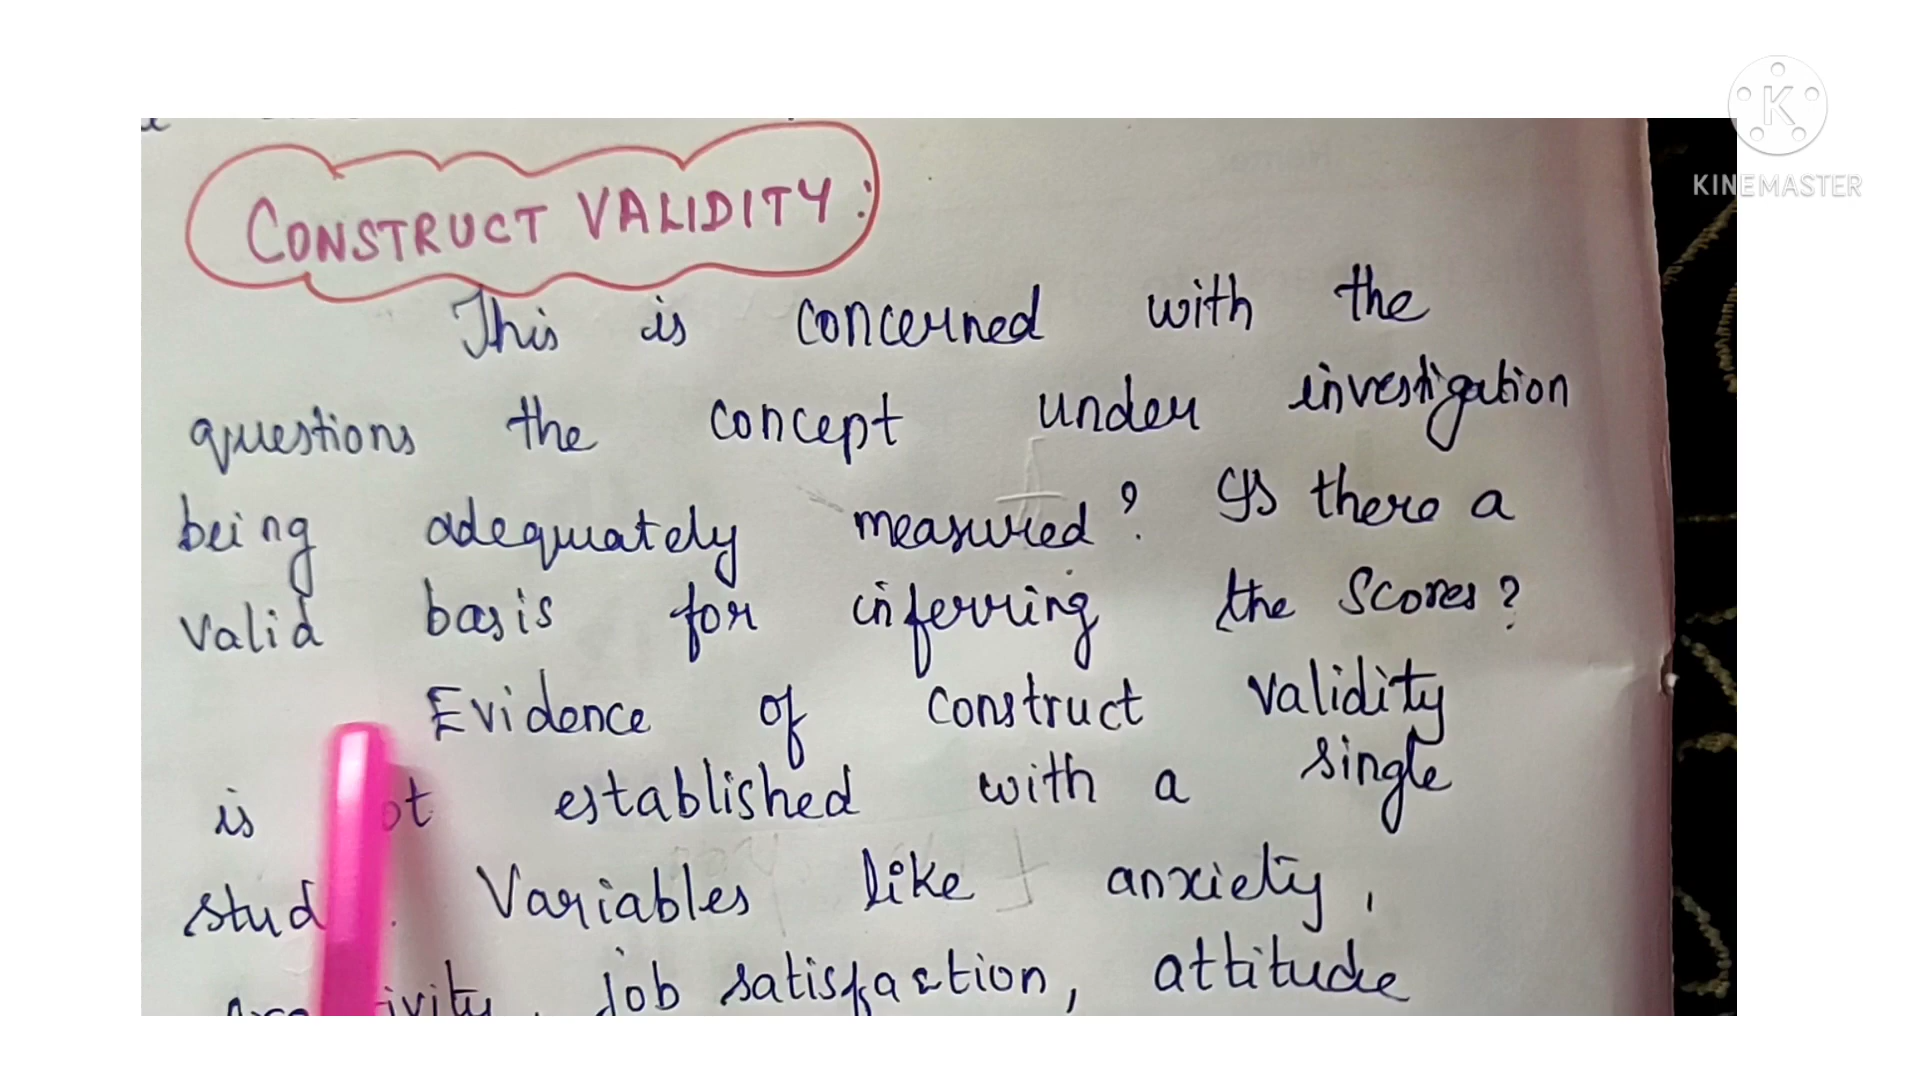 CONSTRUCT VALIDITY:
This is concerned with the
questions the concept under investigation
being adequately measured? Is there a
valid basis for inferring the Scores?
Evidence of construct validity
is established with a single
Variables like anxiety,
Job satisfaction, attitude
K
KINEMASTER